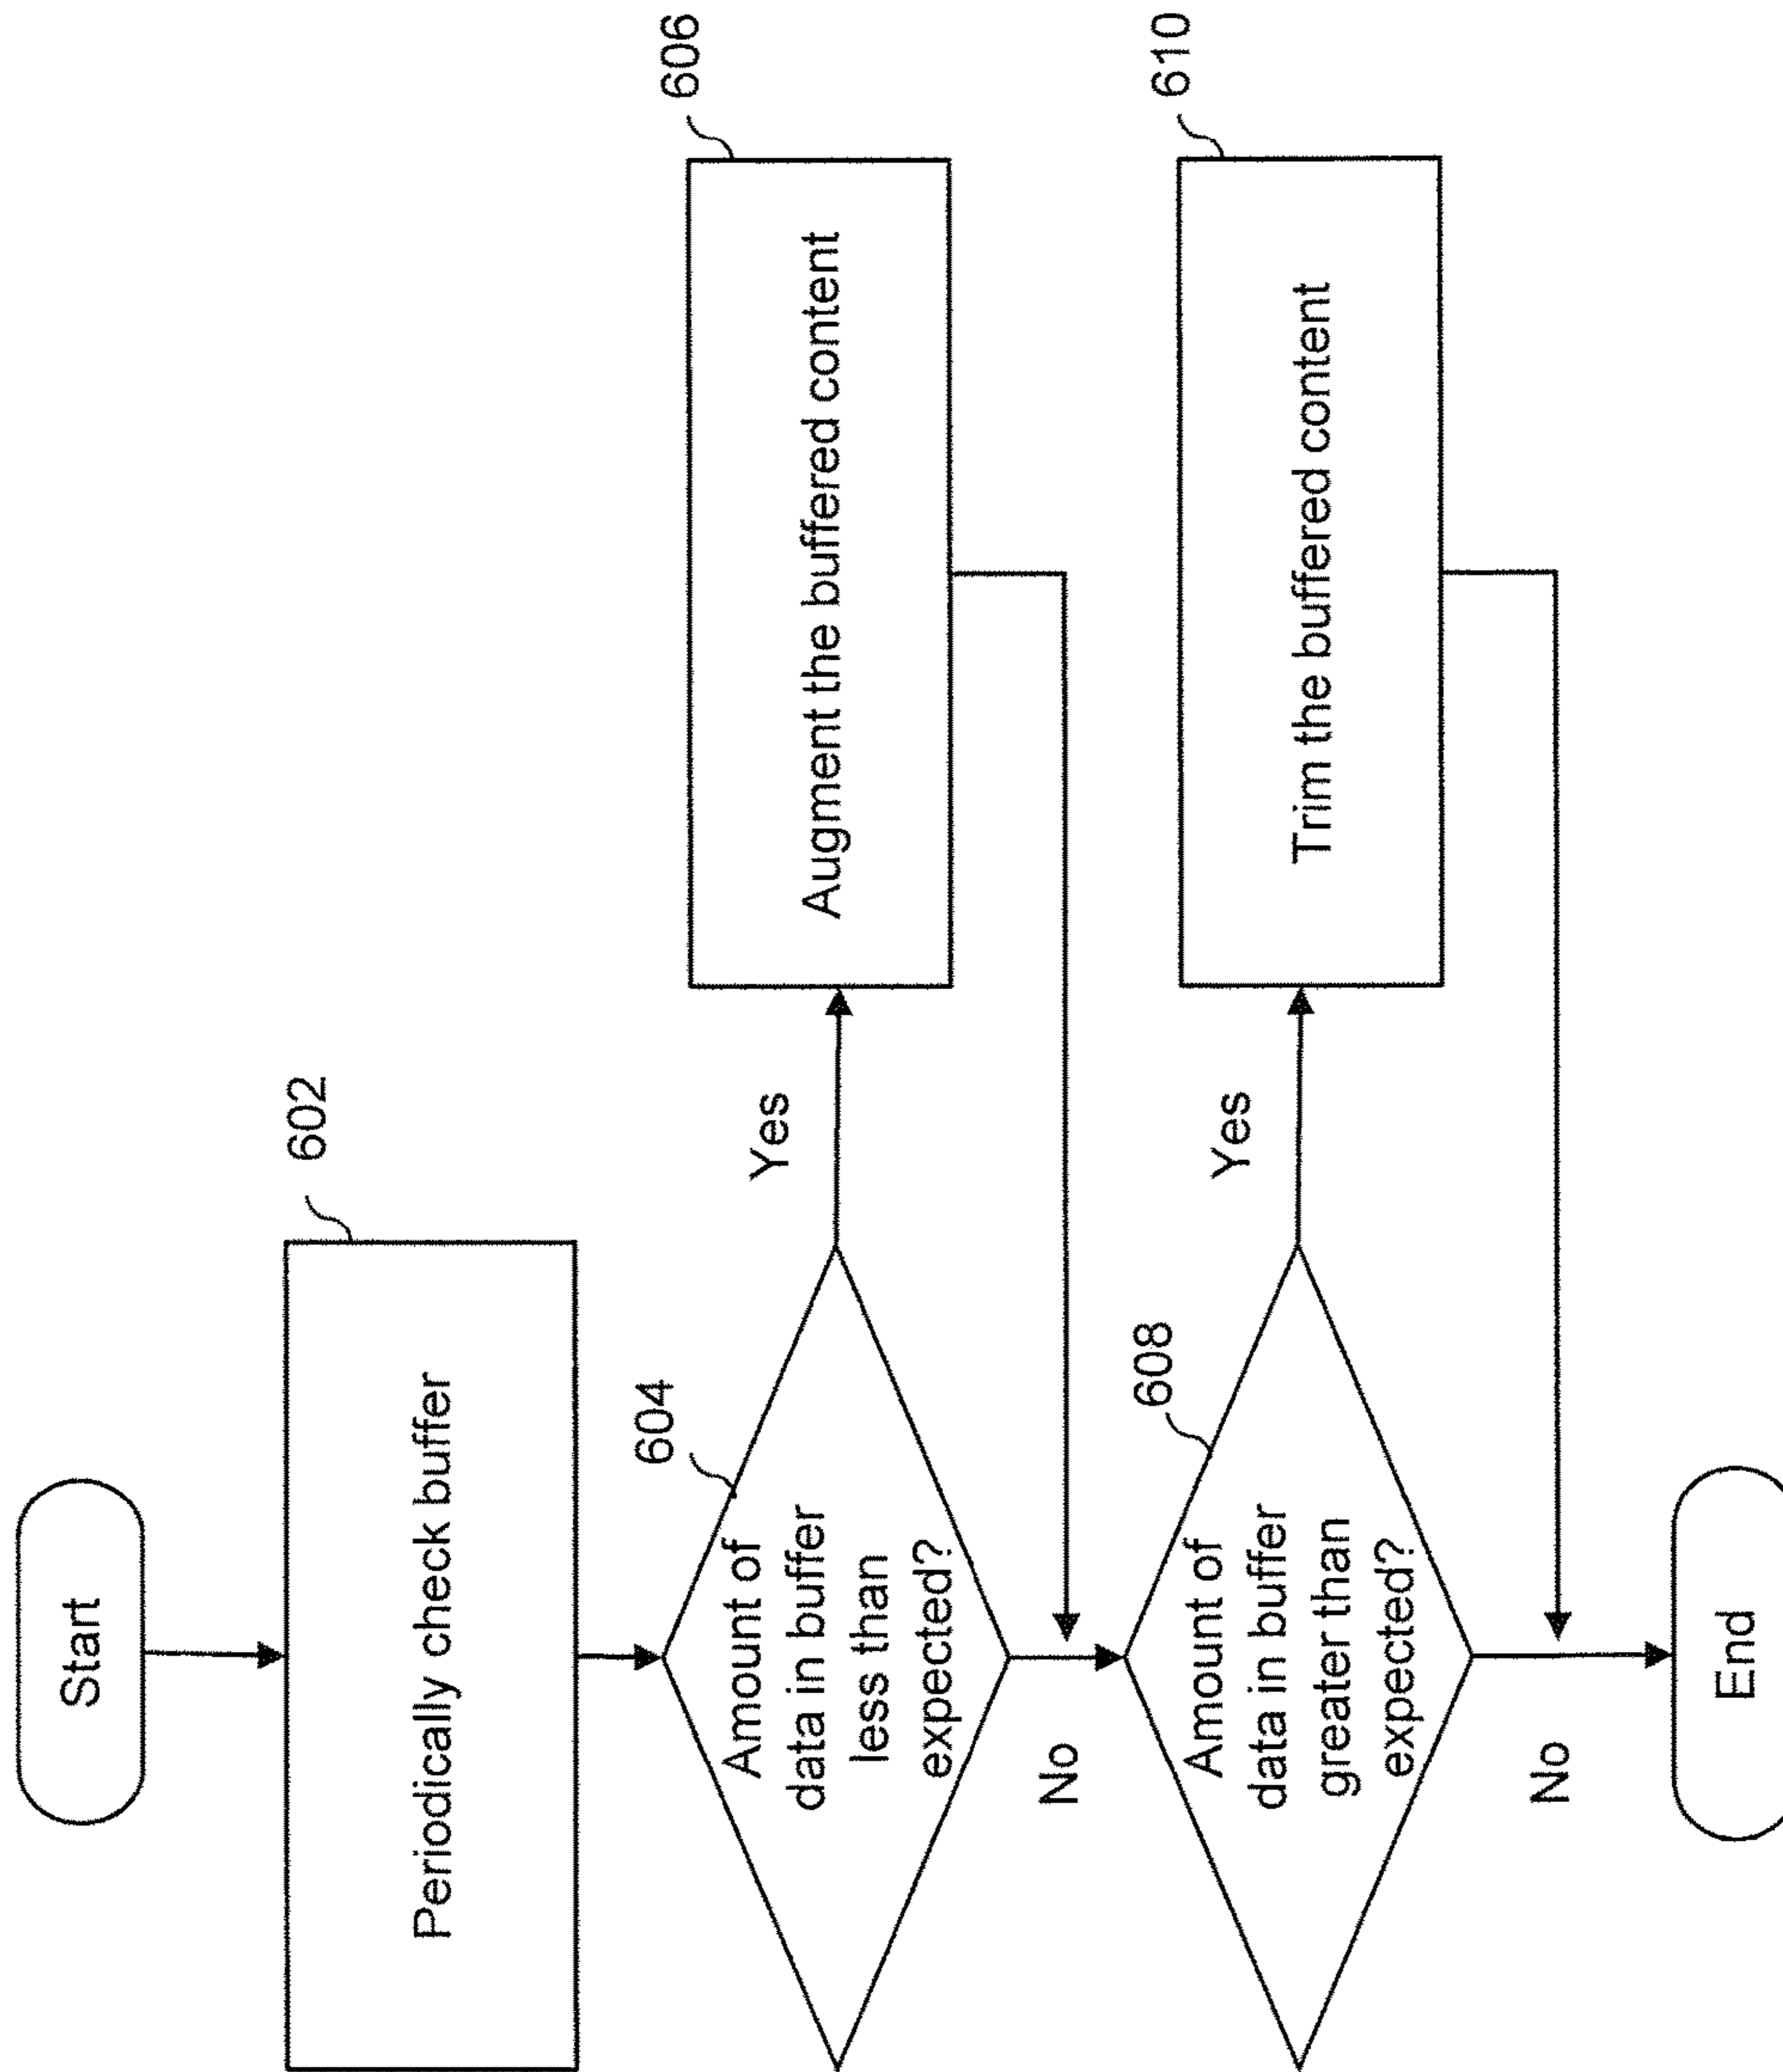 Start
602
Periodically check buffer
604
Amount of
data in buffer
less than
expected?
Yes
606
Augment the buffered content
No
608
Amount of
data in buffer
greater than
expected?
Yes
610
Trim the buffered content
No
End